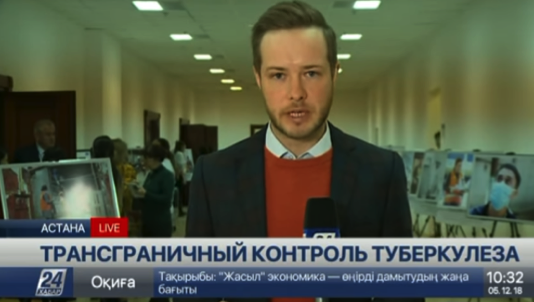 24
АСТАНА LIVE
ТРАНСГРАНИЧНЫЙ КОНТРОЛЬ ТУБЕРКУЛЕЗА
24
Оқиға
Тақырыбы: "Жасыл" экономика — өңірді дамытудың жаңа
бағыты
10:32
05.12.18